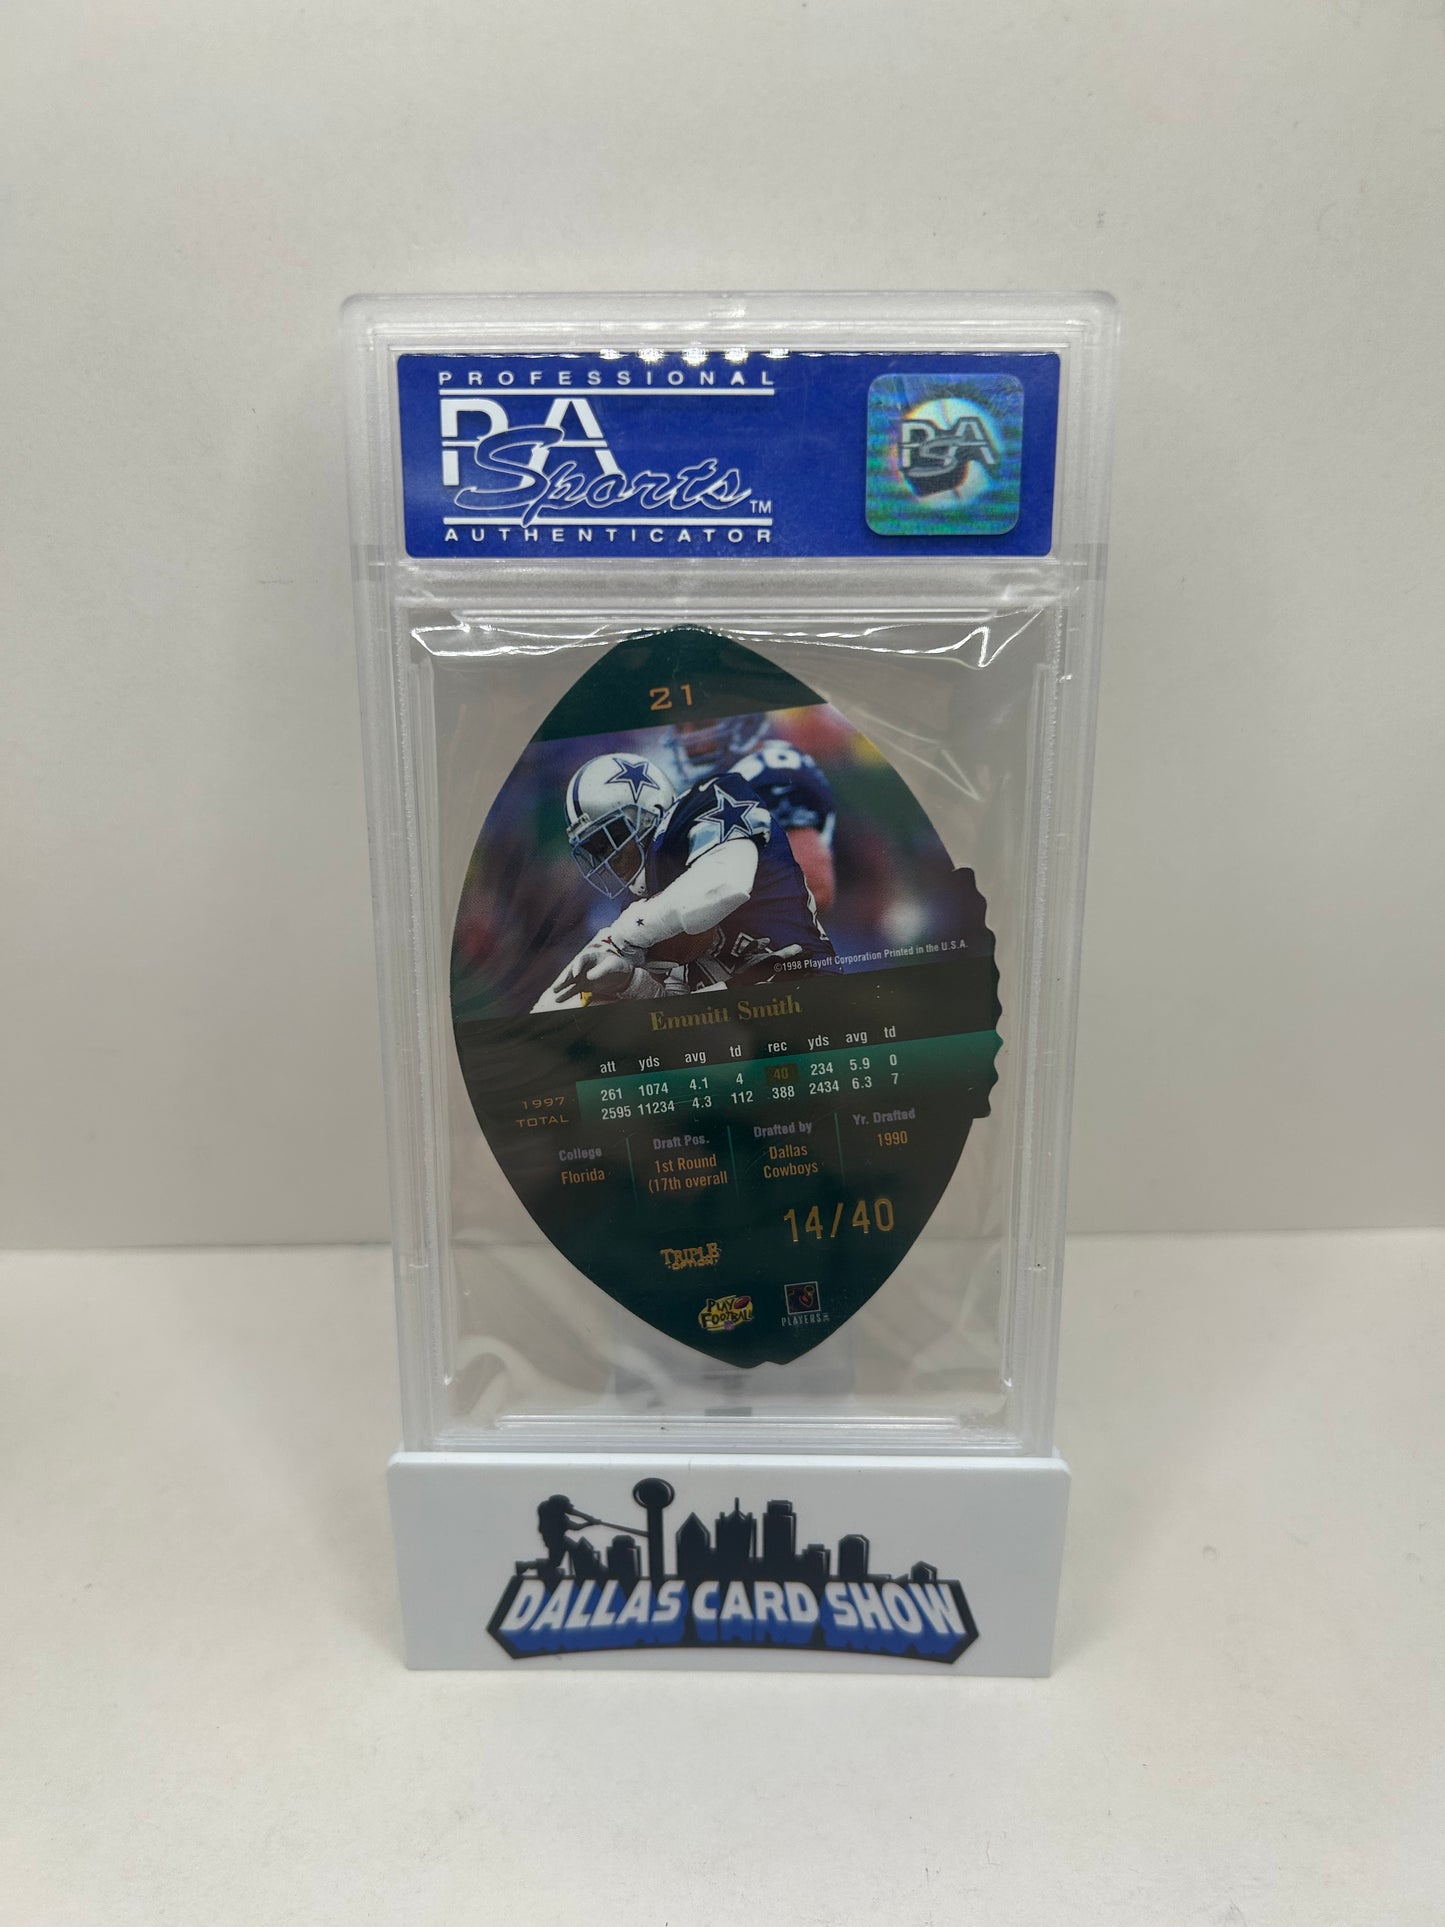 PROFESSIONAL
PSA
Sports™
AUTHENTICATOR
PSA
21
©1998 Playoff Corporation Printed in the U.S.A.
Emmitt Smith
att yds avg td rec yds avg td
1997 261 1074 4.1 4 40 234 5.9 0
TOTAL 2595 11234 4.3 112 388 2434 6.3 7
College Draft Pos. Drafted by Yr. Drafted
Florida 1st Round Dallas 1990
(17th overall Cowboys
14/40
TRIPLE
OPTION
PLAY
FOOTBALL
PLAYERS
DALLAS CARD SHOW